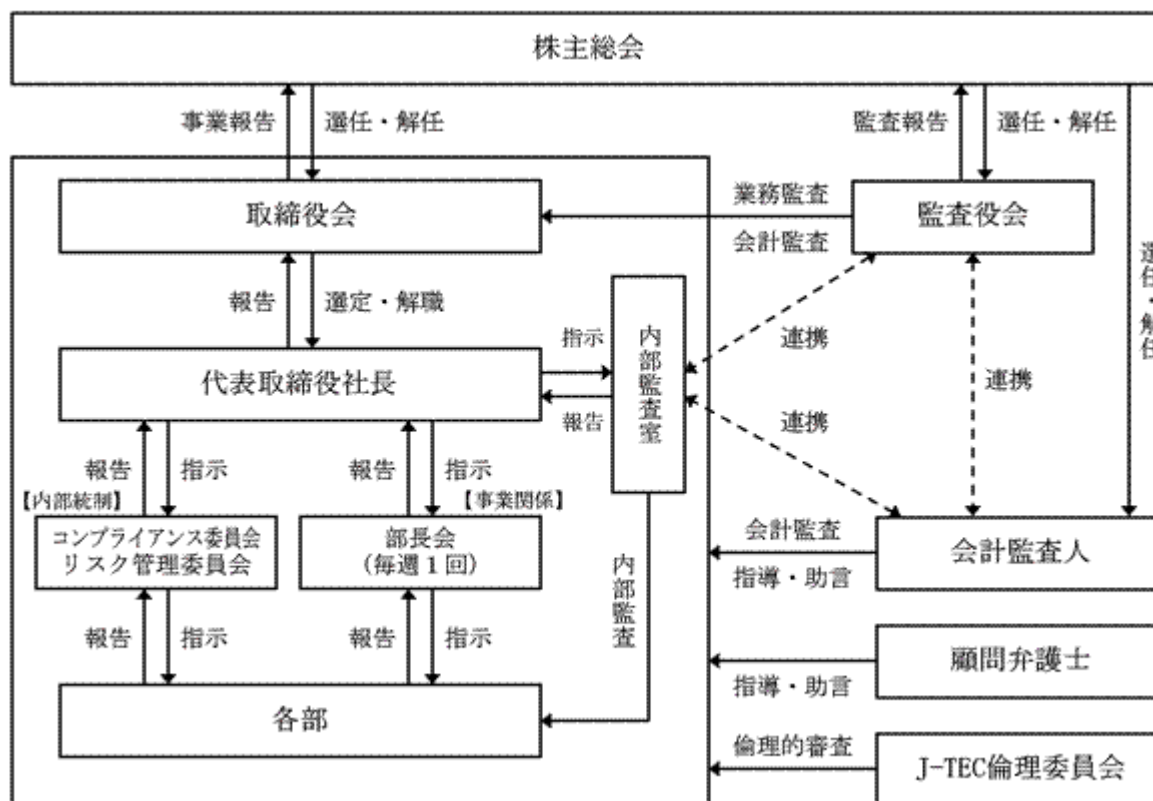 株主総会
事業報告
選任・解任
監査報告
選任・解任
選任・解任
取締役会
業務監査
会計監査
監査役会
報告
選定・解職
指示
報告
内部監査室
連携
連携
連携
代表取締役社長
報告
指示
報告
指示
【内部統制】
【事業関係】
コンプライアンス委員会
リスク管理委員会
部長会
(毎週1回)
内部監査
会計監査
指導・助言
会計監査人
報告
指示
報告
指示
各部
指導・助言
顧問弁護士
倫理的審査
J-TEC倫理委員会